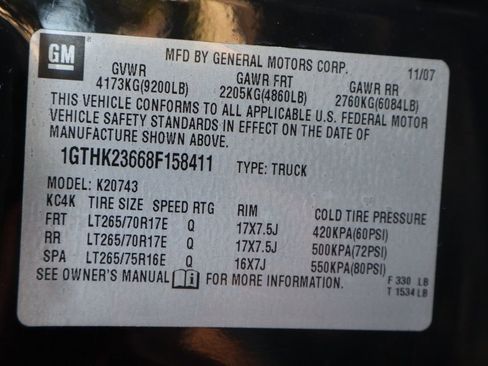 GM
MFD BY GENERAL MOTORS CORP. 11/07
GVWR GAWR FRT GAWR RR
4173KG(9200LB) 2205KG(4860LB) 2760KG(6084LB)
THIS VEHICLE CONFORMS TO ALL APPLICABLE U.S. FEDERAL MOTOR
VEHICLE SAFETY STANDARDS IN EFFECT ON THE DATE OF
MANUFACTURE SHOWN ABOVE.
1GTHK23668F158411 TYPE: TRUCK
MODEL: K20743
KC4K TIRE SIZE SPEED RTG RIM COLD TIRE PRESSURE
FRT LT265/70R17E Q 17X7.5J 420KPA(60PSI)
RR LT265/70R17E Q 17X7.5J 500KPA(72PSI)
SPA LT265/75R16E Q 16X7J 550KPA(80PSI)
SEE OWNER'S MANUAL FOR MORE INFORMATION. F 330 LB
T 1534 LB